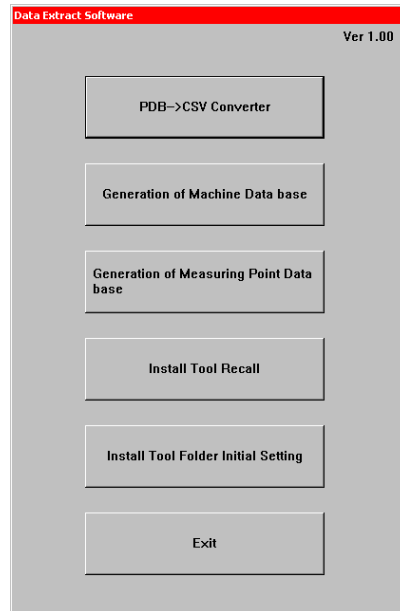 Data Extract Software
Ver 1.00
PDB->CSV Converter
Generation of Machine Data base
Generation of Measuring Point Data
base
Install Tool Recall
Install Tool Folder Initial Setting
Exit